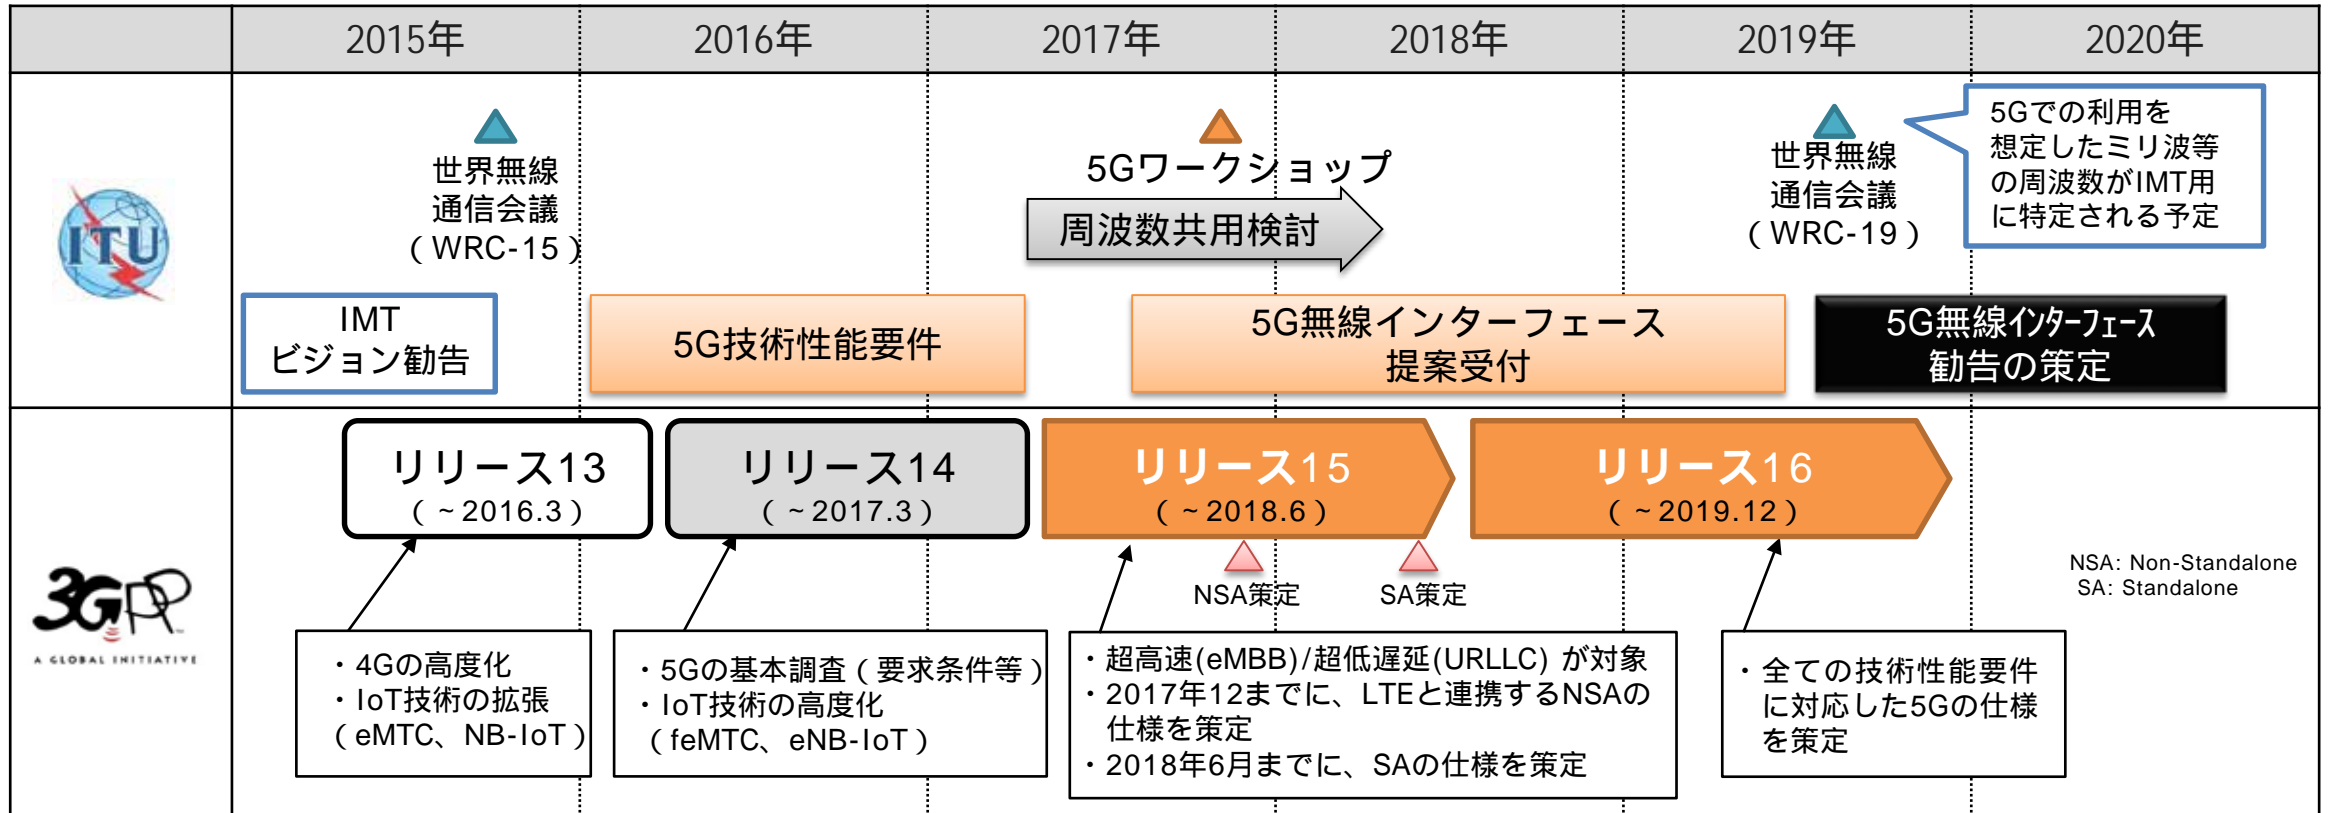 2015年
2016年
2017年
2018年
2019年
2020年
ITU
世界無線
通信会議
（WRC-15）
5Gワークショップ
周波数共用検討
世界無線
通信会議
（WRC-19）
5Gでの利用を
想定したミリ波等
の周波数がIMT用
に特定される予定
IMT
ビジョン勧告
5G技術性能要件
5G無線インターフェース
提案受付
5G無線ｲﾝﾀｰﾌｪｰｽ
勧告の策定
3GPP
A GLOBAL INITIATIVE
リリース13
（~2016.3）
リリース14
（~2017.3）
リリース15
（~2018.6）
リリース16
（~2019.12）
NSA策定
SA策定
NSA: Non-Standalone
SA: Standalone
・4Gの高度化
・IoT技術の拡張
（eMTC、NB-IoT）
・5Gの基本調査（要求条件等）
・IoT技術の高度化
（feMTC、eNB-IoT）
・超高速(eMBB)/超低遅延(URLLC) が対象
・2017年12までに、LTEと連携するNSAの
仕様を策定
・2018年6月までに、SAの仕様を策定
・全ての技術性能要件
に対応した5Gの仕様
を策定